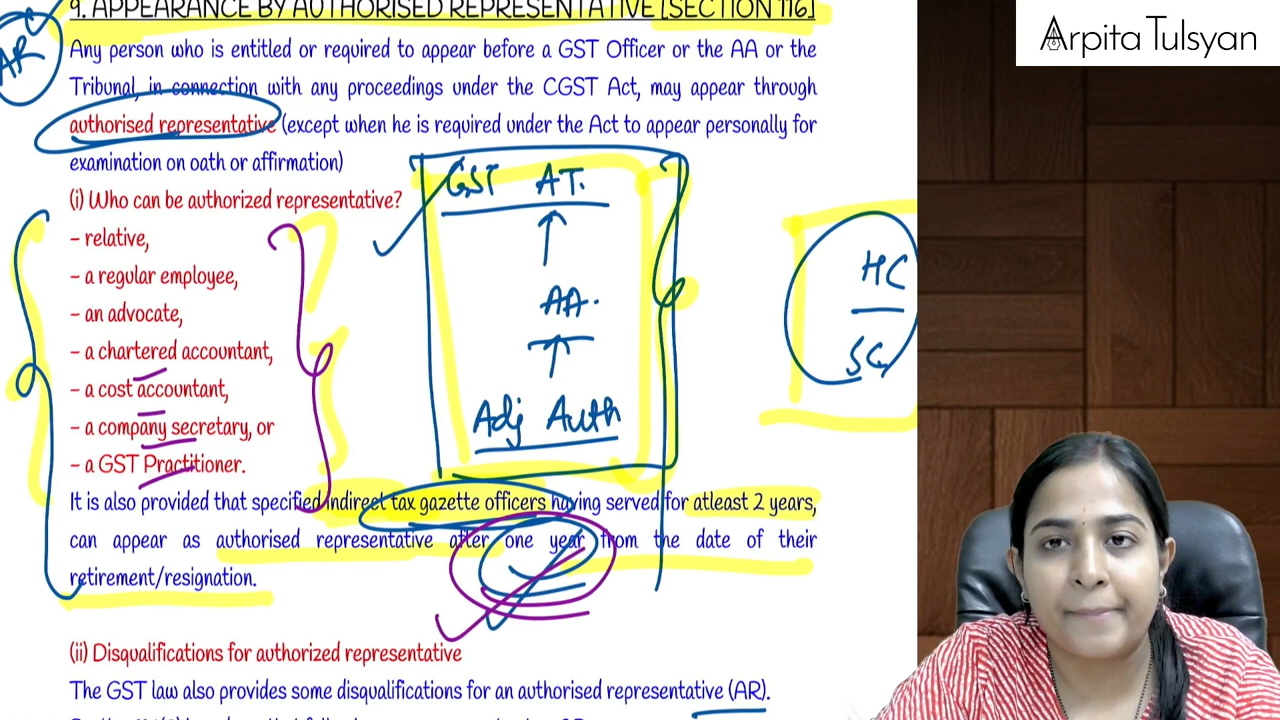 9. APPEARANCE BY AUTHORISED REPRESENTATIVE [SECTION 116]
Arpita Tulsyan
AR
Any person who is entitled or required to appear before a GST Officer or the AA or the
Tribunal, in connection with any proceedings under the CGST Act, may appear through
authorised representative (except when he is required under the Act to appear personally for
examination on oath or affirmation)
GST AT.
(i) Who can be authorized representative?
- relative,
- a regular employee,
HC
AA.
- an advocate,
- a chartered accountant,
SC
- a cost accountant,
Adj Auth
- a company secretary, or
- a GST Practitioner.
It is also provided that specified indirect tax gazette officers having served for atleast 2 years,
can appear as authorised representative after one year from the date of their
retirement/resignation.
(ii) Disqualifications for authorized representative
The GST law also provides some disqualifications for an authorised representative (AR).